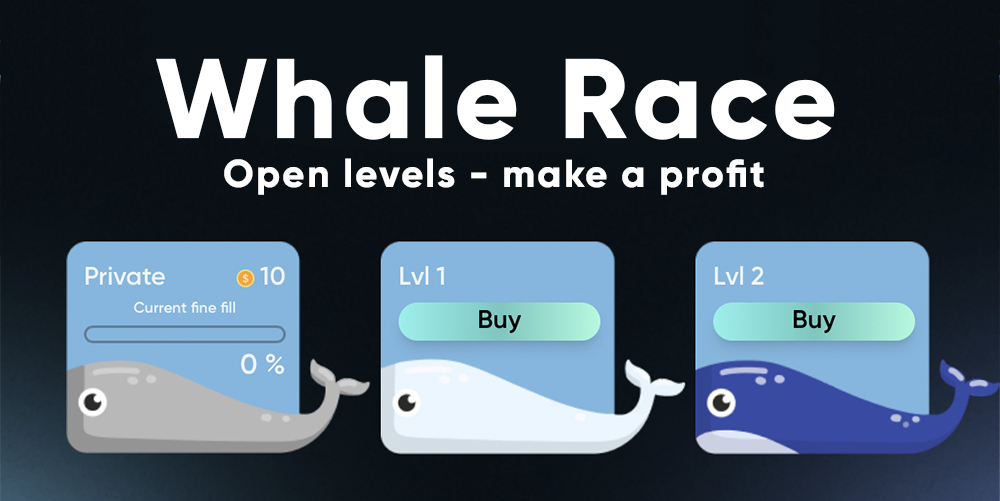 Whale Race
Open levels - make a profit
Private
$ 10
Current fine fill
0 %
Lvl 1
Buy
Lvl 2
Buy